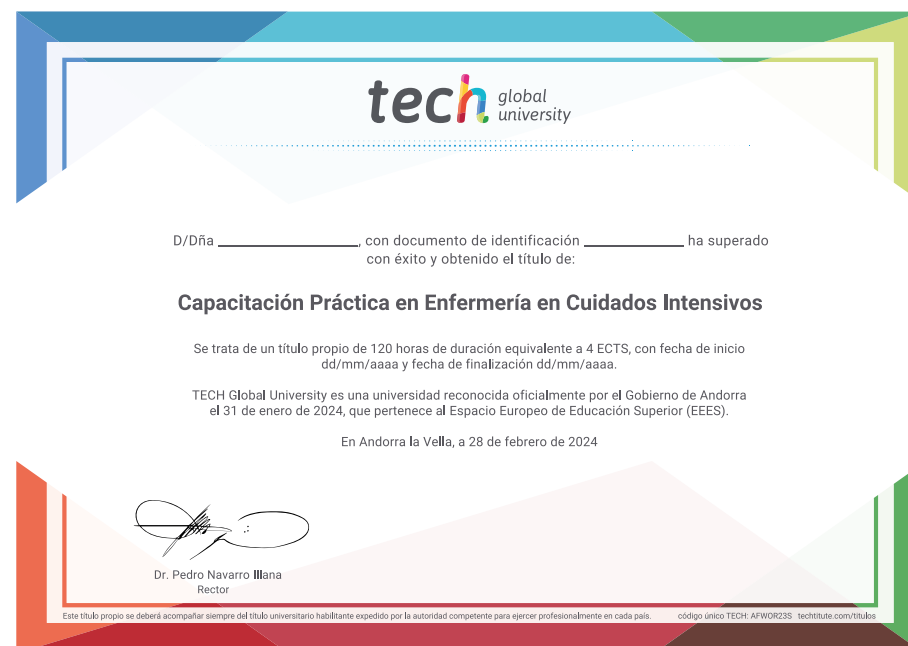 tech global university
D/Dña ____________________, con documento de identificación ______________ ha superado
con éxito y obtenido el título de:
Capacitación Práctica en Enfermería en Cuidados Intensivos
Se trata de un título propio de 120 horas de duración equivalente a 4 ECTS, con fecha de inicio
dd/mm/aaaa y fecha de finalización dd/mm/aaaa.
TECH Global University es una universidad reconocida oficialmente por el Gobierno de Andorra
el 31 de enero de 2024, que pertenece al Espacio Europeo de Educación Superior (EEES).
En Andorra la Vella, a 28 de febrero de 2024
Dr. Pedro Navarro Illana
Rector
Este título propio se deberá acompañar siempre del título universitario habilitante expedido por la autoridad competente para ejercer profesionalmente en cada país. código único TECH: AFWOR23S techtitute.com/titulos